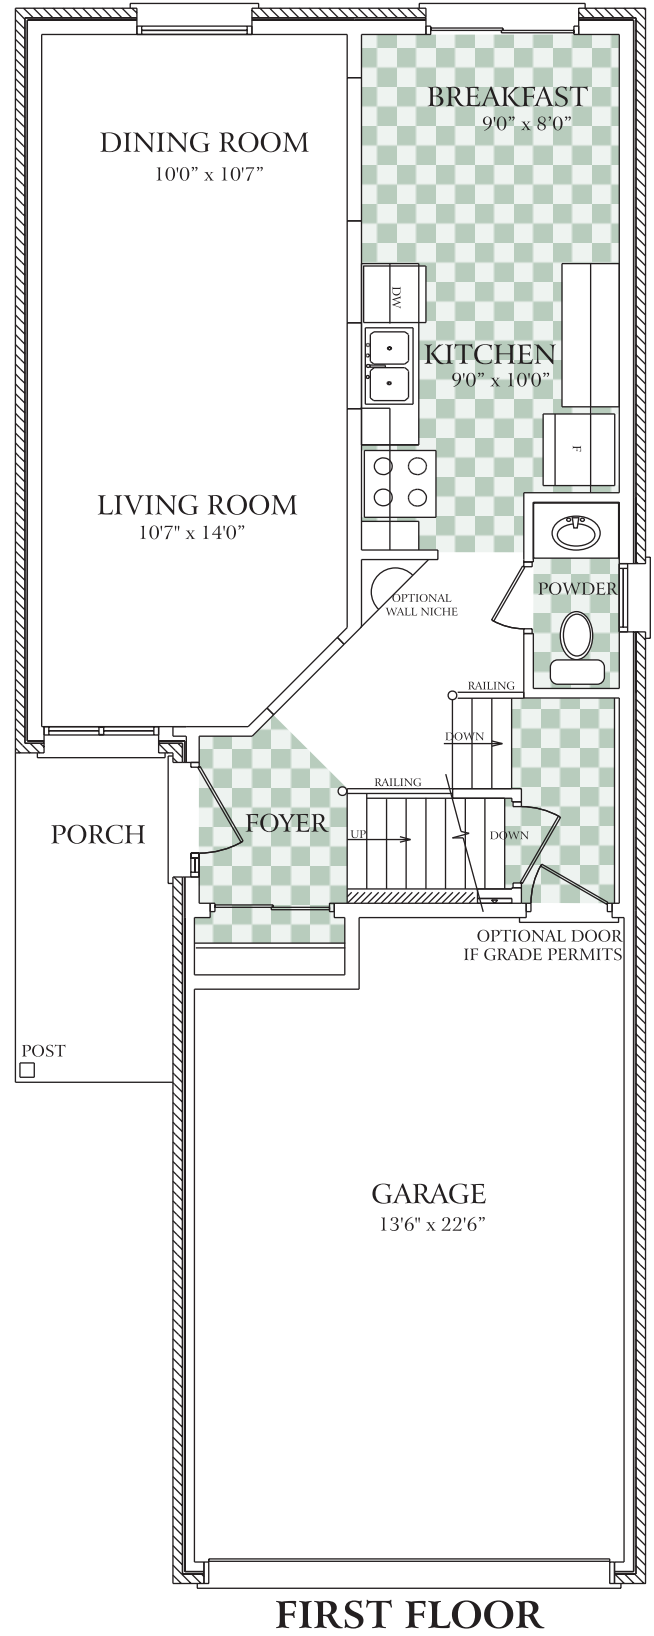 BREAKFAST
9'0” x 8’0”
DINING ROOM
10'0” x 10'7”
DW
KITCHEN
9'0” x 10'0”
F
LIVING ROOM
10'7" x 14'0”
POWDER
OPTIONAL
WALL NICHE
RAILING
DOWN
RAILING
FOYER
UP
DOWN
PORCH
OPTIONAL DOOR
IF GRADE PERMITS
POST
GARAGE
13'6" x 22'6”
FIRST FLOOR